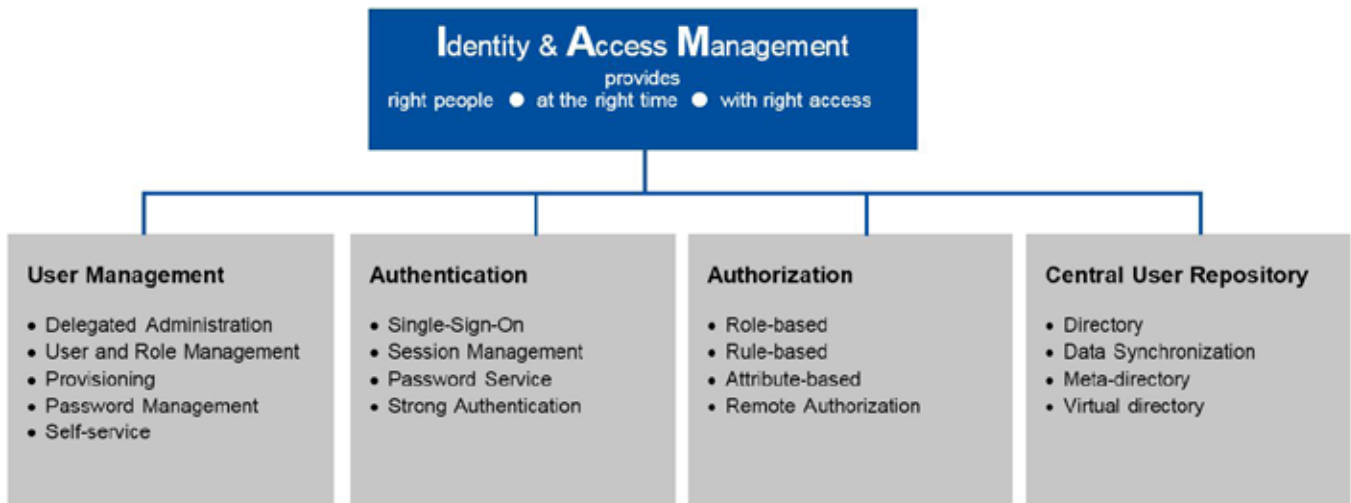 Identity & Access Management
provides
right people ● at the right time ● with right access
User Management
• Delegated Administration
• User and Role Management
• Provisioning
• Password Management
• Self-service
Authentication
• Single-Sign-On
• Session Management
• Password Service
• Strong Authentication
Authorization
• Role-based
• Rule-based
• Attribute-based
• Remote Authorization
Central User Repository
• Directory
• Data Synchronization
• Meta-directory
• Virtual directory